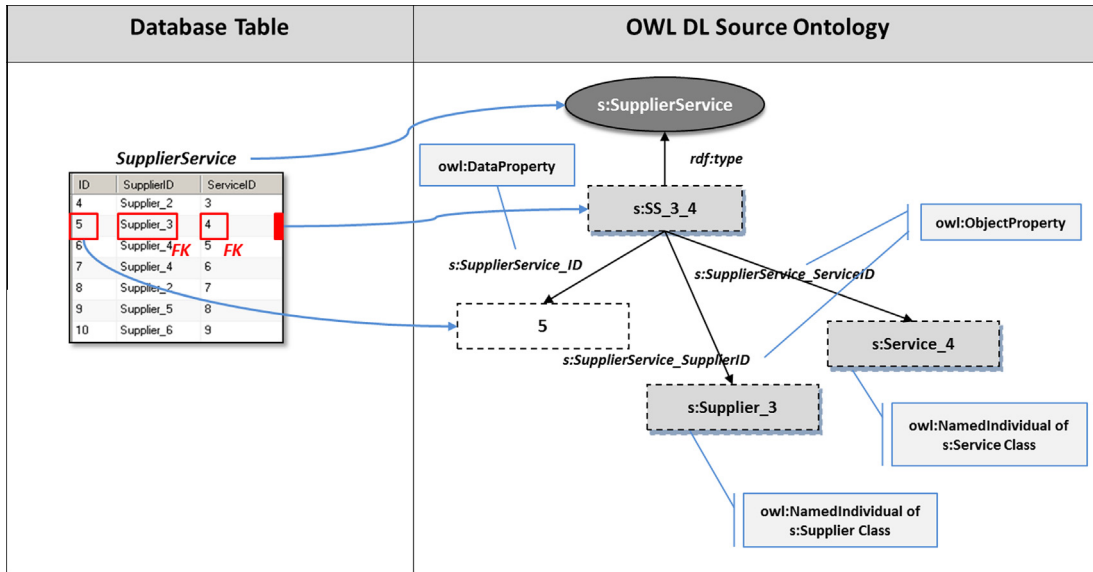 Database Table
OWL DL Source Ontology
SupplierService
ID SupplierID ServiceID
4 Supplier_2 3
5 Supplier_3 4
6 Supplier_4 FK 5 FK
7 Supplier_4 6
8 Supplier_2 7
9 Supplier_5 8
10 Supplier_6 9
s:SupplierService
rdf:type
owl:DataProperty
s:SS_3_4
owl:ObjectProperty
s:SupplierService_ID
s:SupplierService_ServiceID
5
s:SupplierService_SupplierID
s:Service_4
s:Supplier_3
owl:NamedIndividual of
s:Service Class
owl:NamedIndividual of
s:Supplier Class